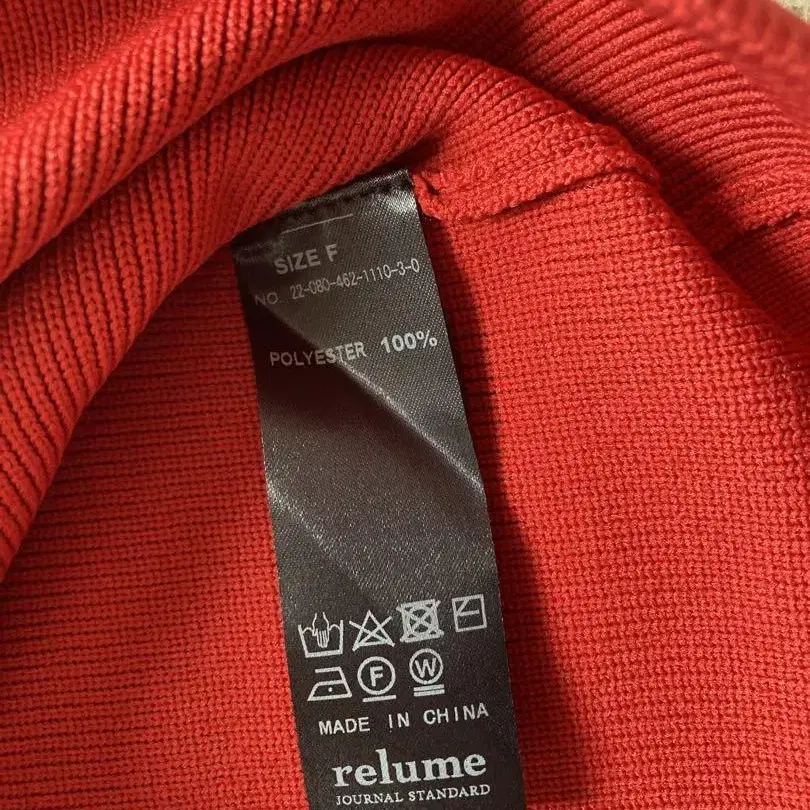 SIZE F
NO. 22-080-462-1110-3-0
POLYESTER 100%
F W
MADE IN CHINA
relume
JOURNAL STANDARD